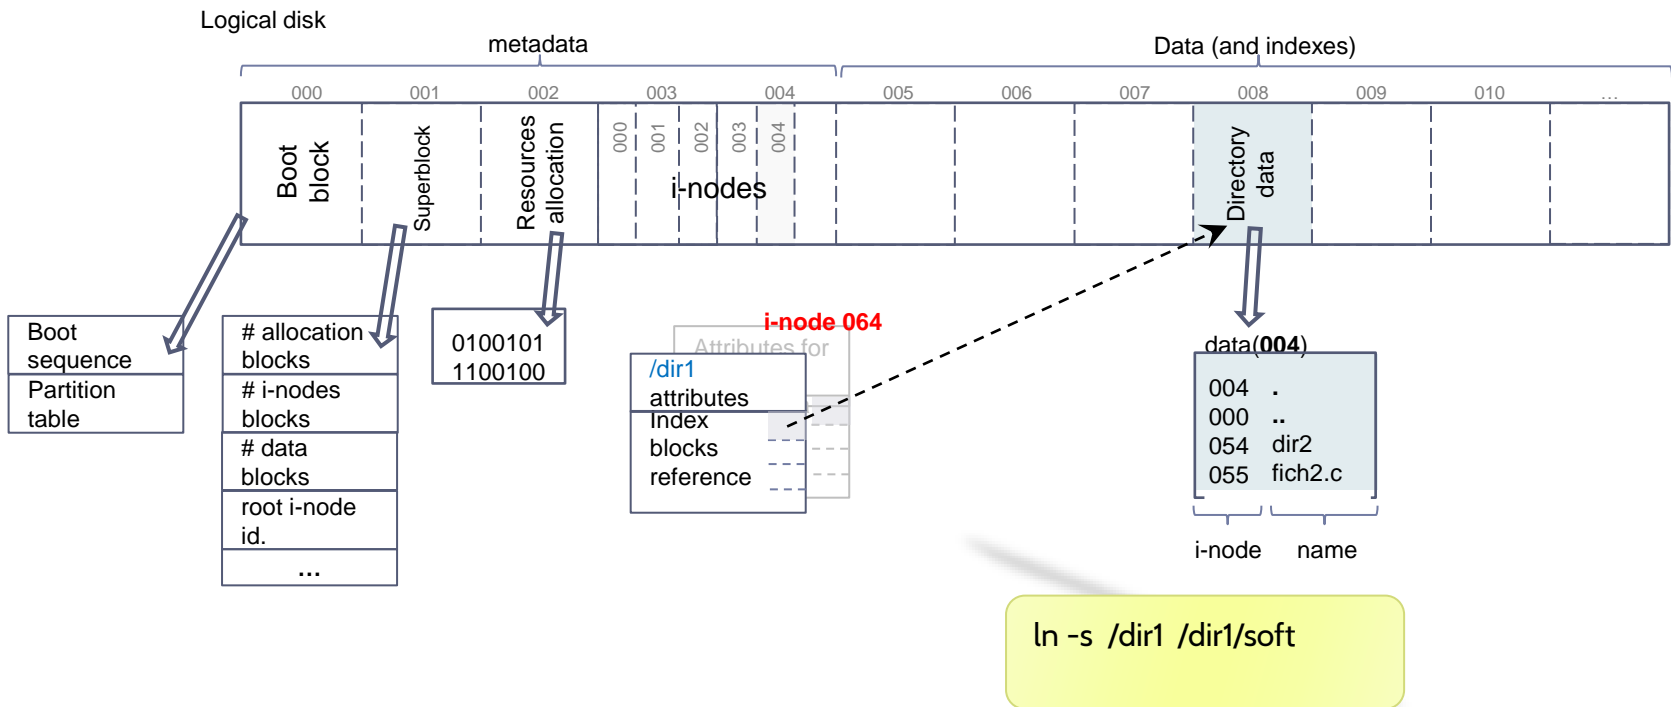 Logical disk
metadata
Data (and indexes)
000 001 002 003 004 005 006 007 008 009 010 ...
Boot
block
Superblock
Resources
allocation
000 001 002 003 004
i-nodes
Directory
data
Boot
sequence
Partition
table
# allocation
blocks
# i-nodes
blocks
# data
blocks
root i-node
id.
...
0100101
1100100
i-node 064
Attributes for
/dir1
attributes
Index
blocks
reference
data(004)
004 .
000 ..
054 dir2
055 fich2.c
i-node name
ln -s /dir1 /dir1/soft